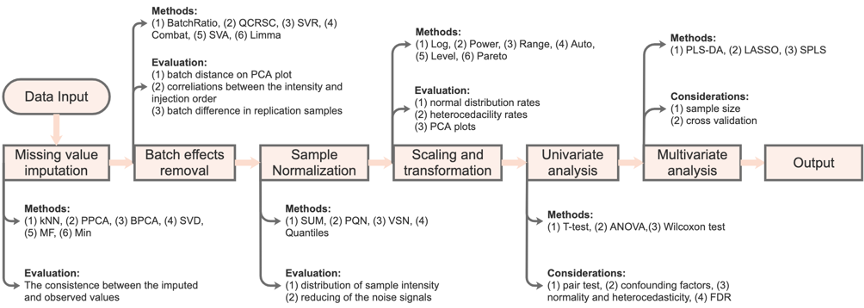 Methods:
(1) BatchRatio, (2) QCRSC, (3) SVR, (4)
Combat, (5) SVA, (6) Limma
Evaluation:
(1) batch distance on PCA plot
(2) correliations between the intensity and
injection order
(3) batch difference in replication samples
Methods:
(1) Log, (2) Power, (3) Range, (4) Auto,
(5) Level, (6) Pareto
Evaluation:
(1) normal distribution rates
(2) heterocedacility rates
(3) PCA plots
Methods:
(1) PLS-DA, (2) LASSO, (3) SPLS
Considerations:
(1) sample size
(2) cross validation
Data Input
Missing value
imputation
Batch effects
removal
Sample
Normalization
Scaling and
transformation
Univariate
analysis
Multivariate
analysis
Output
Methods:
(1) kNN, (2) PPCA, (3) BPCA, (4) SVD,
(5) MF, (6) Min
Evaluation:
The consistence between the imputed
and observed values
Methods:
(1) SUM, (2) PQN, (3) VSN, (4)
Quantiles
Evaluation:
(1) distribution of sample intensity
(2) reducing of the noise signals
Methods:
(1) T-test, (2) ANOVA,(3) Wilcoxon test
Considerations:
(1) pair test, (2) confounding factors, (3)
normality and heterocedasticity, (4) FDR